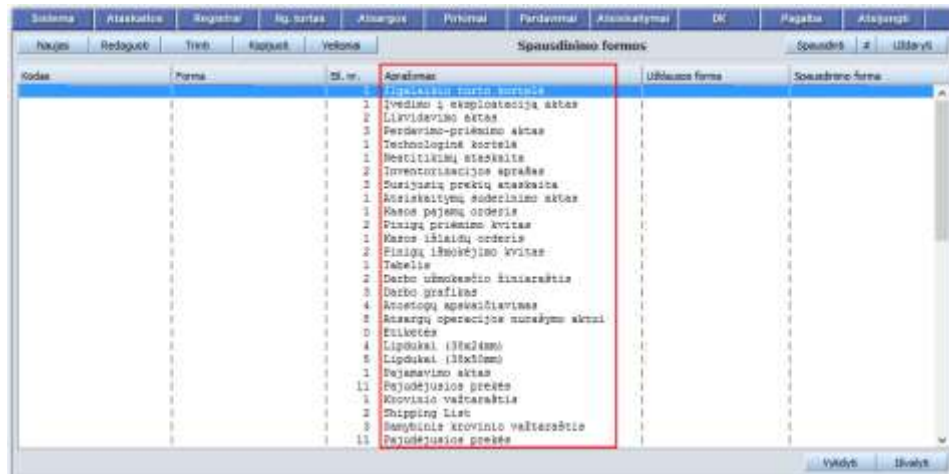 Sistema Ataskaitos Registrai Ilg. turtas Atsargos Pirkimai Pardavimai Atsiskaitymai DK Pagalba Atsijungti
Naujas Redaguoti Trinti Kopijuoti Veiksmai Spausdinimo formos Spausdinti # Uždaryti
Kodas Forma Eil. nr. Aprašymas Užklausos forma Spausdinimo forma
1 Ilgalaikio turto kortelė
1 Įvedimo į eksploataciją aktas
2 Likvidavimo aktas
3 Perdavimo-priėmimo aktas
1 Technologinė kortelė
1 Neatitikimų ataskaita
2 Inventorizacijos aprašas
3 Susijusių prekių ataskaita
1 Atsiskaitymų suderinimo aktas
1 Kasos pajamų orderis
2 Pinigų priėmimo kvitas
1 Kasos išlaidų orderis
2 Pinigų išmokėjimo kvitas
1 Tabelis
2 Darbo užmokesčio žiniaraštis
3 Darbo grafikas
4 Atostogų apskaičiavimas
Atsargų operacijos nurašymo aktui
0 Etiketės
4 Lipdukai (38x24mm)
5 Lipdukai (38x50mm)
1 Pajamavimo aktas
11 Pajudėjusios prekės
1 Krovinio važtaraštis
2 Shipping List
3 Savybinis krovinio važtaraštis
11 Pajudėjusios prekės
Vykdyti Išvalyti